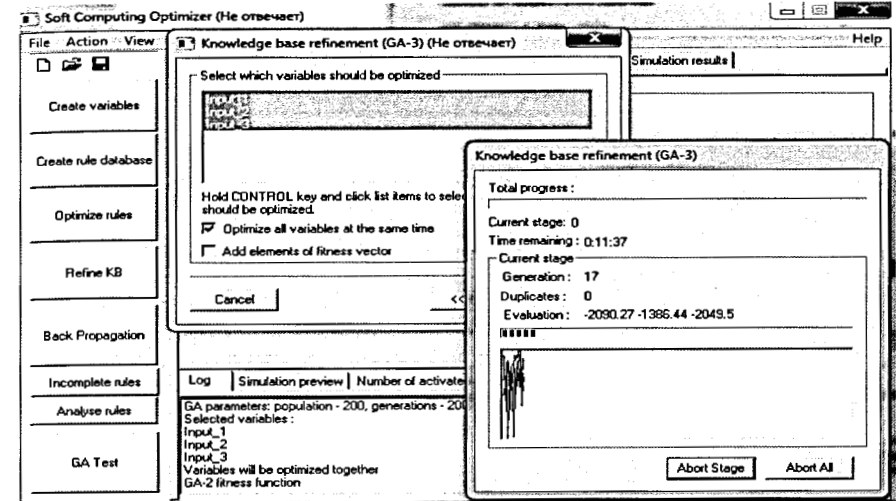 Soft Computing Optimizer (Не отвечает)
File Action View
Help
Create variables
Create rule database
Optimize rules
Refine KB
Back Propagation
Incomplete rules
Analyse rules
GA Test
Knowledge base refinement (GA-3) (Не отвечает)
Select which variables should be optimized
Input_3
Hold CONTROL key and click list items to sele
should be optimized.
Optimize all variables at the same time
Add elements of fitness vector
Cancel
<<
Simulation results
Knowledge base refinement (GA-3)
Total progress :
Current stage: 0
Time remaining : 0:11:37
Current stage
Generation : 17
Duplicates : 0
Evaluation : -2090.27 -1386.44 -2049.5
Abort Stage
Abort All
Log
Simulation preview
Number of activate
GA parameters: population - 200, generations - 200
Selected variables :
Input_1
Input_2
Input_3
Variables will be optimized together
GA-2 fitness function